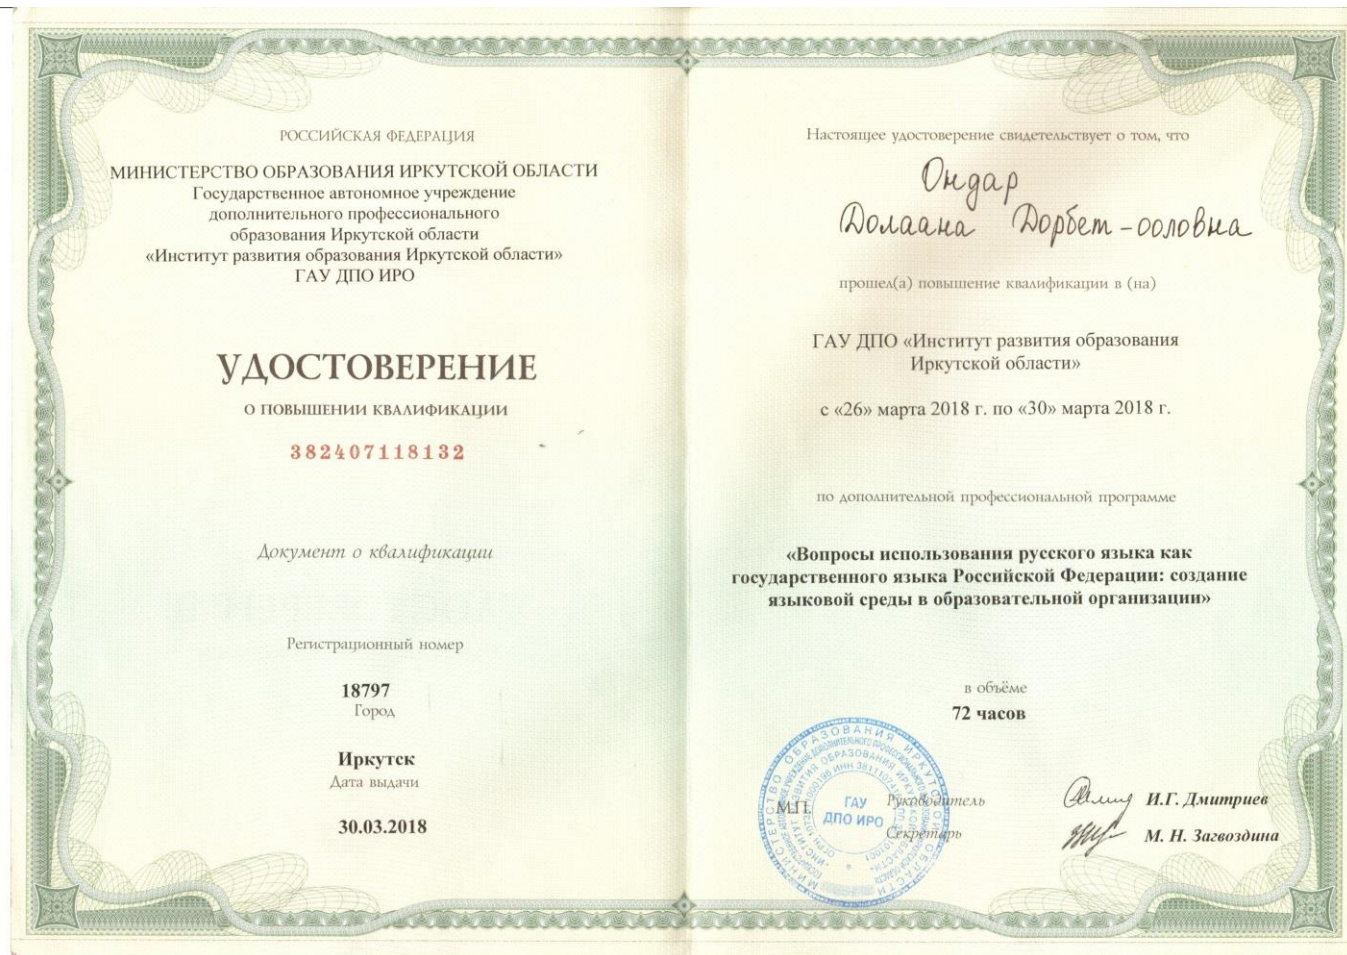 РОССИЙСКАЯ ФЕДЕРАЦИЯ
МИНИСТЕРСТВО ОБРАЗОВАНИЯ ИРКУТСКОЙ ОБЛАСТИ
Государственное автономное учреждение
дополнительного профессионального
образования Иркутской области
«Институт развития образования Иркутской области»
ГАУ ДПО ИРО
УДОСТОВЕРЕНИЕ
О ПОВЫШЕНИИ КВАЛИФИКАЦИИ
382407118132
Документ о квалификации
Регистрационный номер
18797
Город
Иркутск
Дата выдачи
30.03.2018
Настоящее удостоверение свидетельствует о том, что
Ондар
Долаана Дорбет-ооловна
прошел(а) повышение квалификации в (на)
ГАУ ДПО «Институт развития образования
Иркутской области»
с «26» марта 2018 г. по «30» марта 2018 г.
по дополнительной профессиональной программе
«Вопросы использования русского языка как
государственного языка Российской Федерации: создание
языковой среды в образовательной организации»
в объёме
72 часов
М.П.
Руководитель
И.Г. Дмитриев
Секретарь
М. Н. Загвоздина
МИНИСТЕРСТВО ОБРАЗОВАНИЯ ИРКУТСКОЙ ОБЛАСТИ
ГАУ
ДПО ИРО